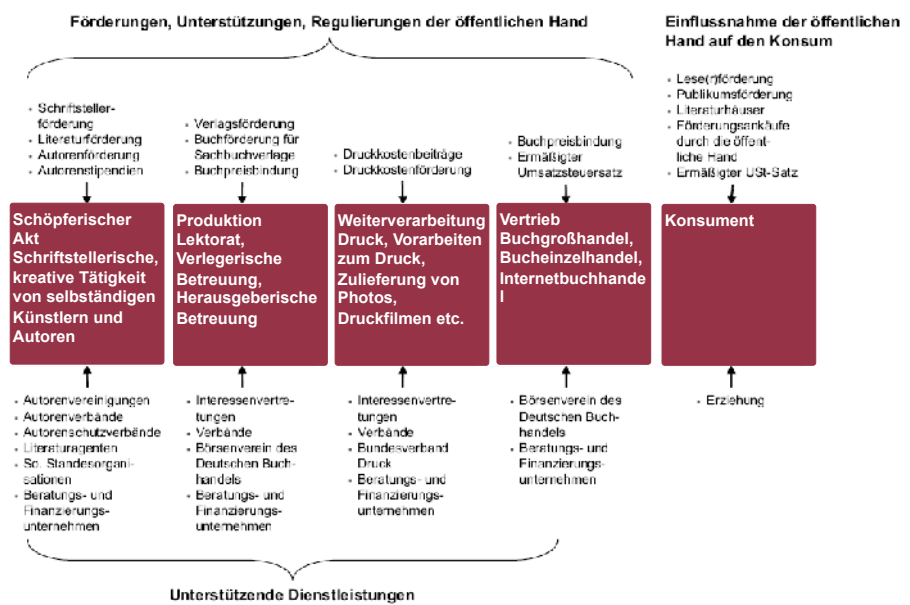 Förderungen, Unterstützungen, Regulierungen der öffentlichen Hand
Einflussnahme der öffentlichen
Hand auf den Konsum
• Schriftsteller-
förderung
• Literaturförderung
• Autorenförderung
• Autorenstipendien
• Verlagsförderung
• Buchförderung für
Sachbuchverlage
• Buchpreisbindung
• Druckkostenbeiträge
• Druckkostenförderung
• Buchpreisbindung
• Ermäßigter
Umsatzsteuersatz
• Lese(r)förderung
• Publikumsförderung
• Literaturhäuser
• Förderungsankäufe
durch die öffent-
liche Hand
• Ermäßigter USt-Satz
Schöpferischer
Akt
Schriftstellerische,
kreative Tätigkeit
von selbständigen
Künstlern und
Autoren
Produktion
Lektorat,
Verlegerische
Betreuung,
Herausgeberische
Betreuung
Weiterverarbeitung
Druck, Vorarbeiten
zum Druck,
Zulieferung von
Photos,
Druckfilmen etc.
Vertrieb
Buchgroßhandel,
Bucheinzelhandel,
Internetbuchhande
l
Konsument
• Autorenvereinigungen
• Autorenverbände
• Autorenschutzverbände
• Literaturagenten
• So. Standesorgani-
sationen
• Beratungs- und
Finanzierungs-
unternehmen
• Interessenvertre-
tungen
• Verbände
• Börsenverein des
Deutschen Buch-
handels
• Beratungs- und
Finanzierungs-
unternehmen
• Interessenvertre-
tungen
• Verbände
• Bundesverband
Druck
• Beratungs- und
Finanzierungs-
unternehmen
• Börsenverein des
Deutschen Buch-
handels
• Beratungs- und
Finanzierungs-
unternehmen
• Erziehung
Unterstützende Dienstleistungen